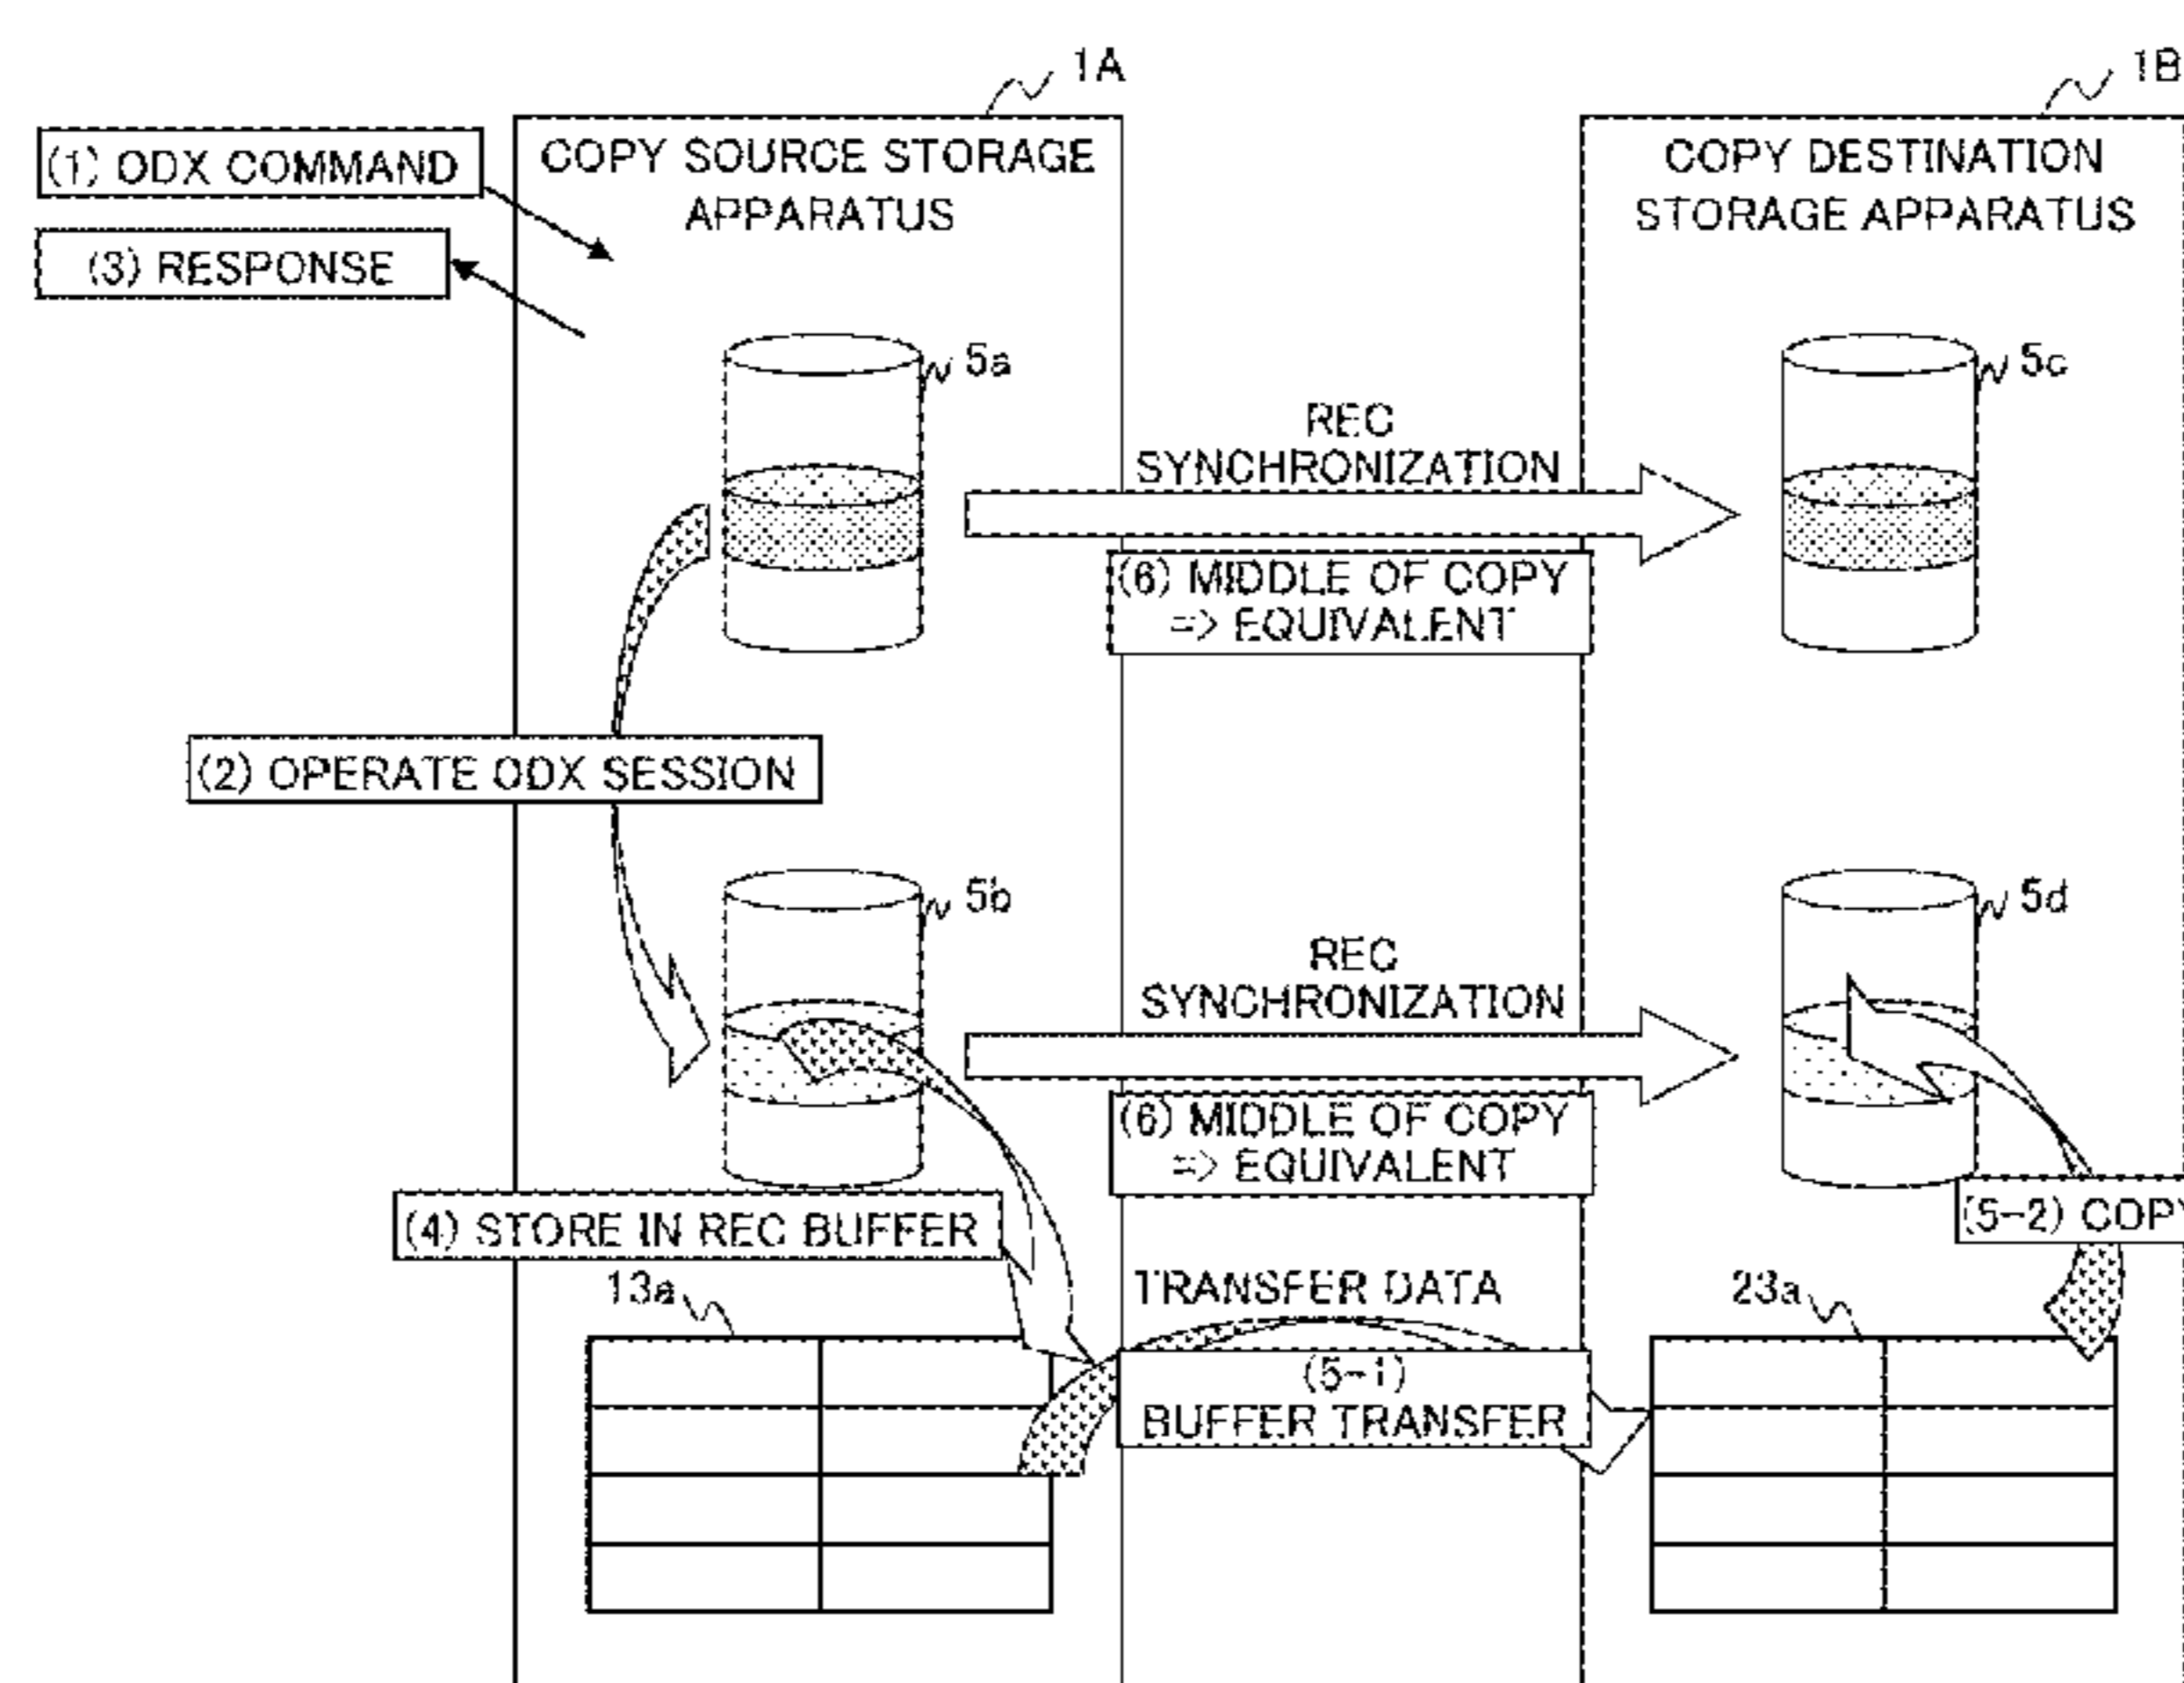 1A
1B
(1) ODX COMMAND
COPY SOURCE STORAGE
APPARATUS
COPY DESTINATION
STORAGE APPARATUS
(3) RESPONSE
5a
5c
REC
SYNCHRONIZATION
(6) MIDDLE OF COPY
=> EQUIVALENT
(2) OPERATE ODX SESSION
5b
5d
REC
SYNCHRONIZATION
(6) MIDDLE OF COPY
=> EQUIVALENT
(4) STORE IN REC BUFFER
(5-2) COPY
13a
TRANSFER DATA
23a
(5-1)
BUFFER TRANSFER